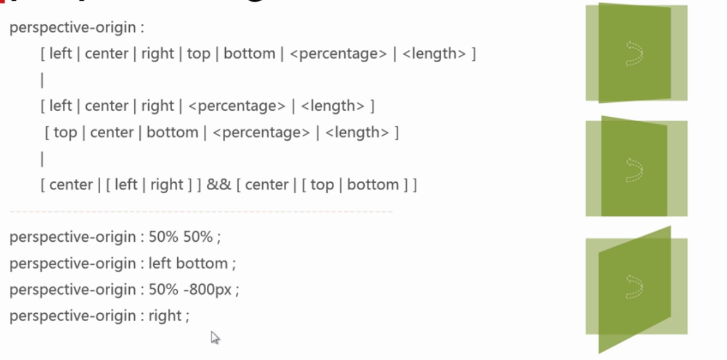 perspective-origin :
[ left | center | right | top | bottom | <percentage> | <length> ]
|
[ left | center | right | <percentage> | <length> ]
[ top | center | bottom | <percentage> | <length> ]
|
[ center | [ left | right ] ] && [ center | [ top | bottom ] ]
perspective-origin : 50% 50% ;
perspective-origin : left bottom ;
perspective-origin : 50% -800px ;
perspective-origin : right ;